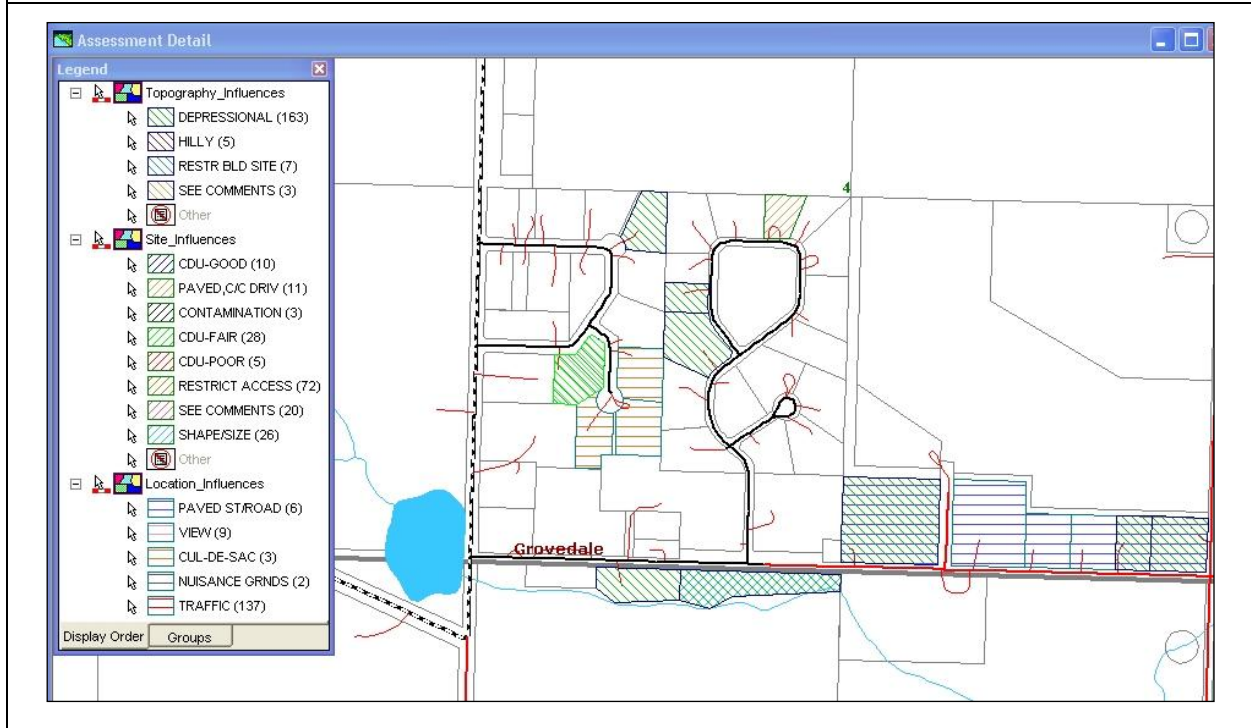 Assessment Detail
Legend
Topography_Influences
DEPRESSIONAL (163)
HILLY (5)
RESTR BLD SITE (7)
SEE COMMENTS (3)
Other
Site_Influences
CDU-GOOD (10)
PAVED,C/C DRIV (11)
CONTAMINATION (3)
CDU-FAIR (28)
CDU-POOR (5)
RESTRICT ACCESS (72)
SEE COMMENTS (20)
SHAPE/SIZE (26)
Other
Location_Influences
PAVED ST/ROAD (6)
VIEW (9)
CUL-DE-SAC (3)
NUISANCE GRNDS (2)
TRAFFIC (137)
Display Order
Groups
4
Grovedale